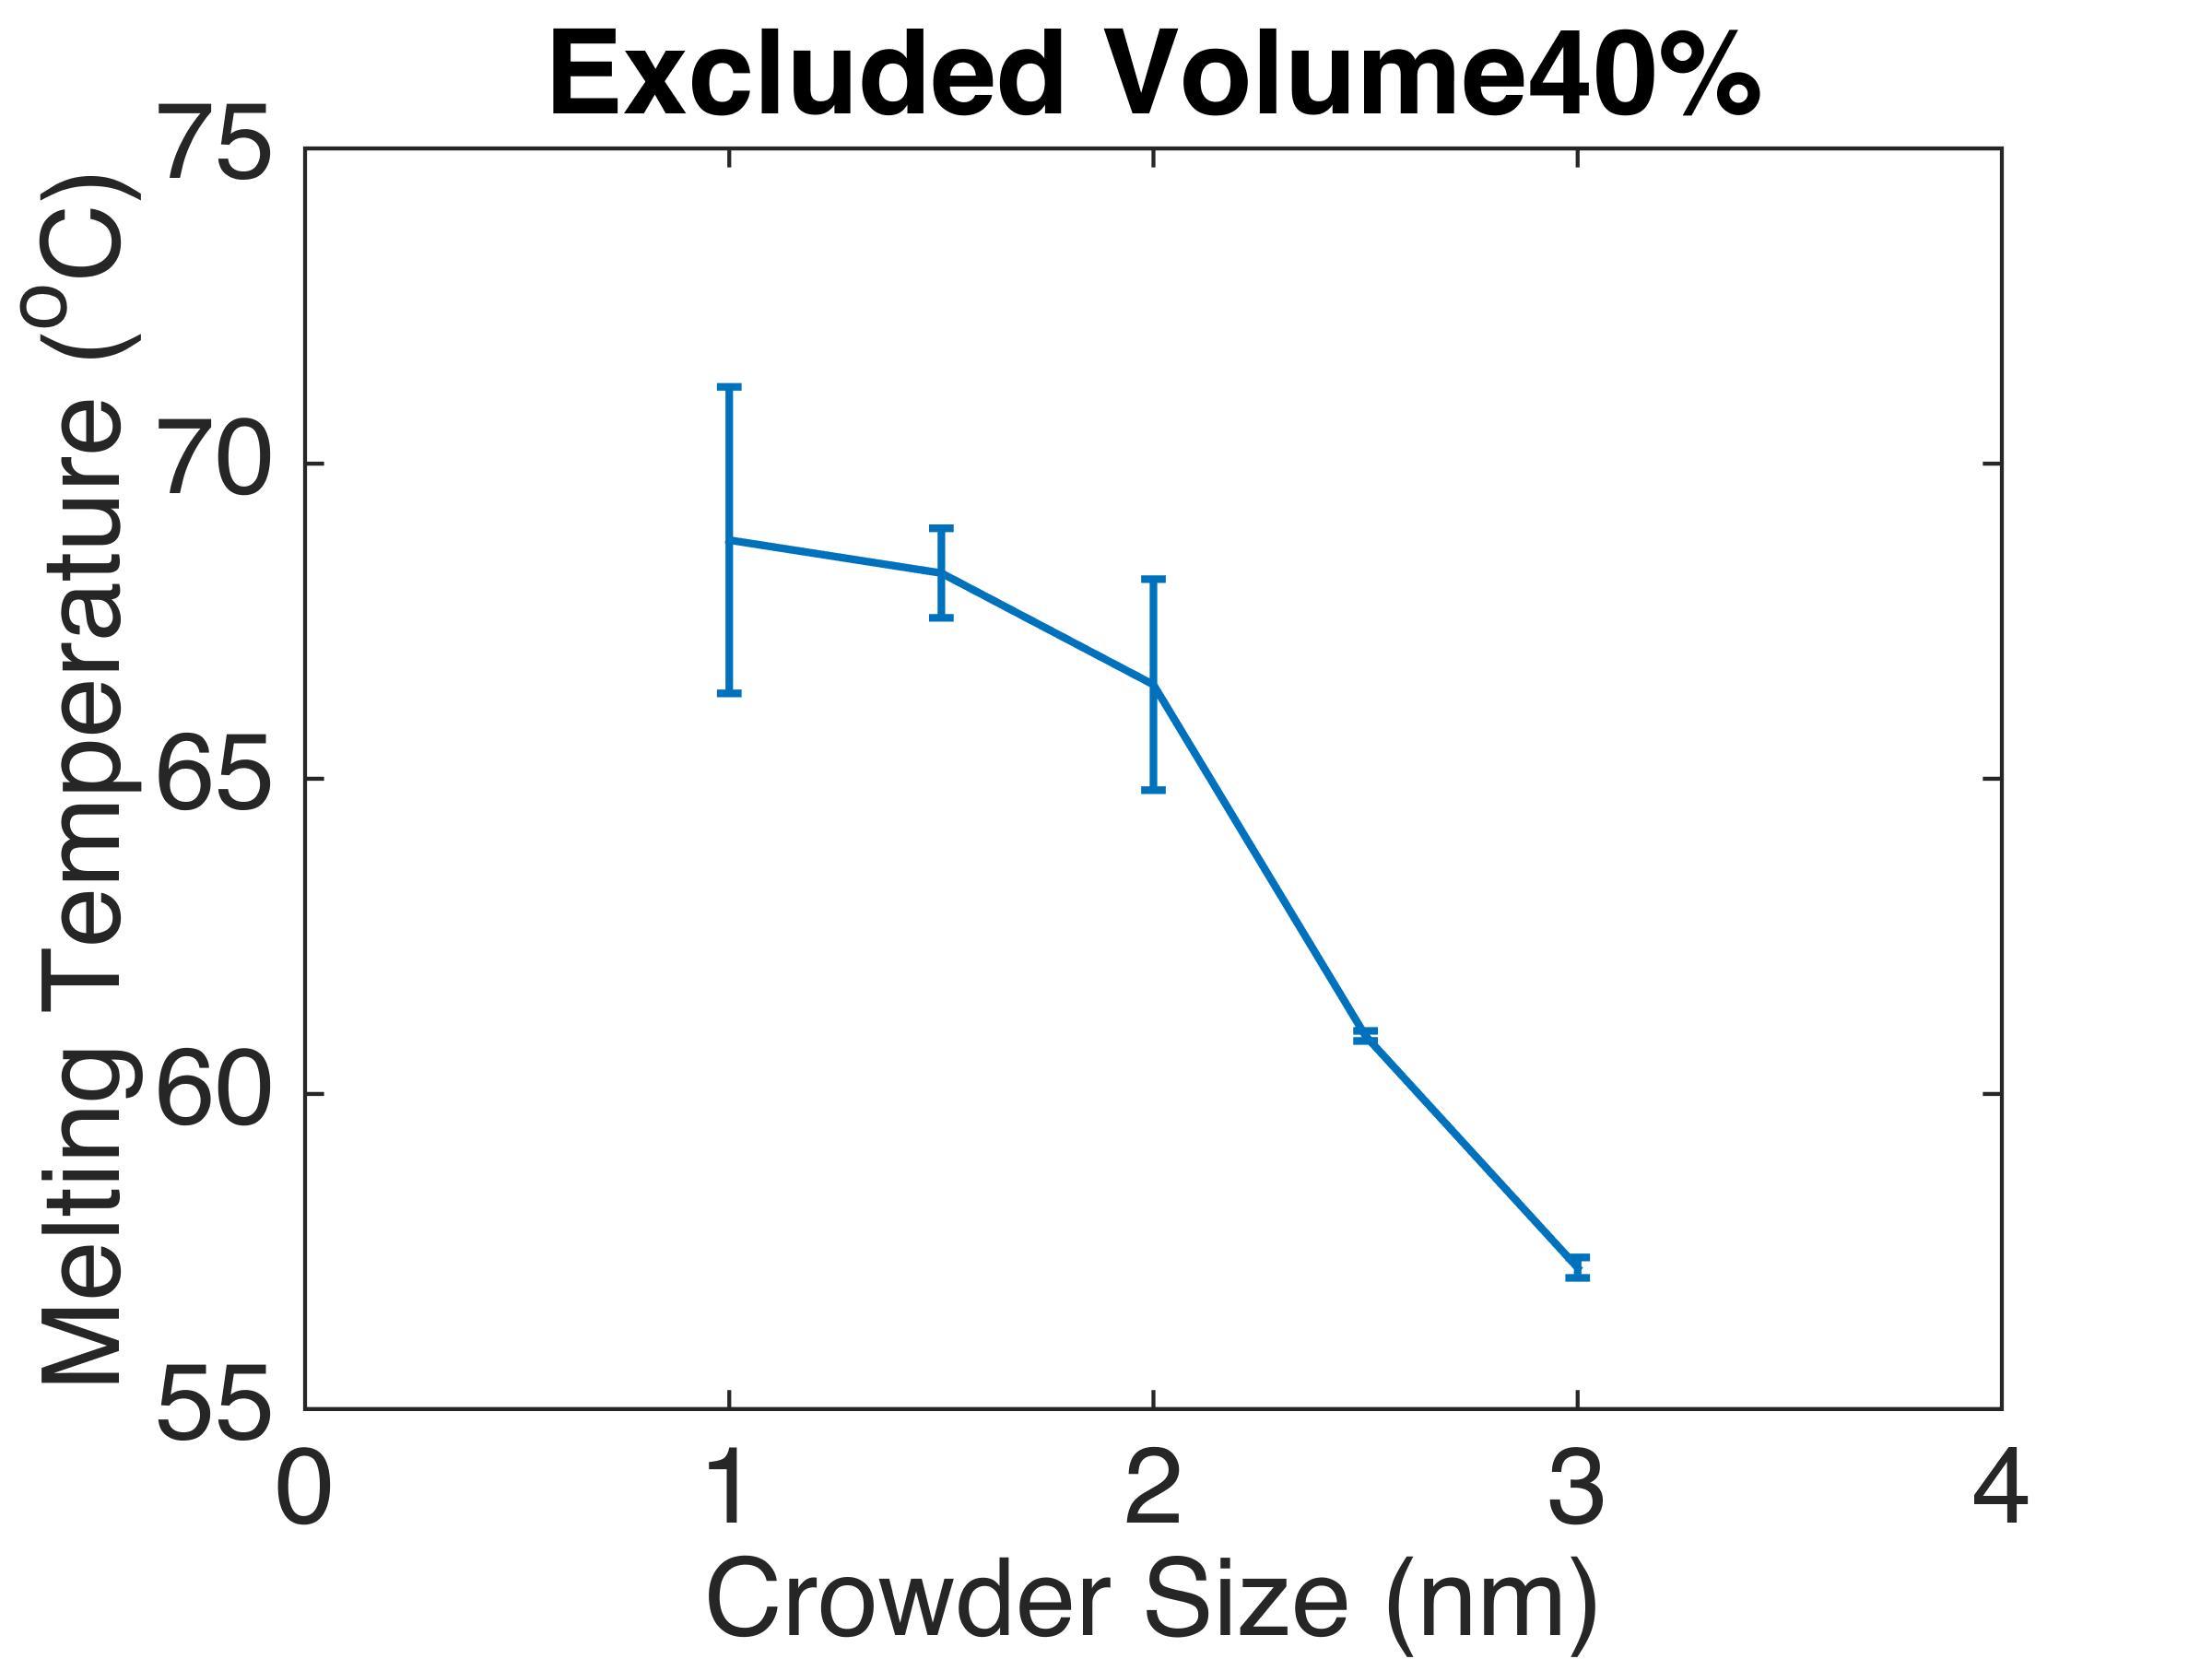 Excluded Volume40%
Melting Temperature (°C)
75
70
65
60
55
0 1 2 3 4
Crowder Size (nm)